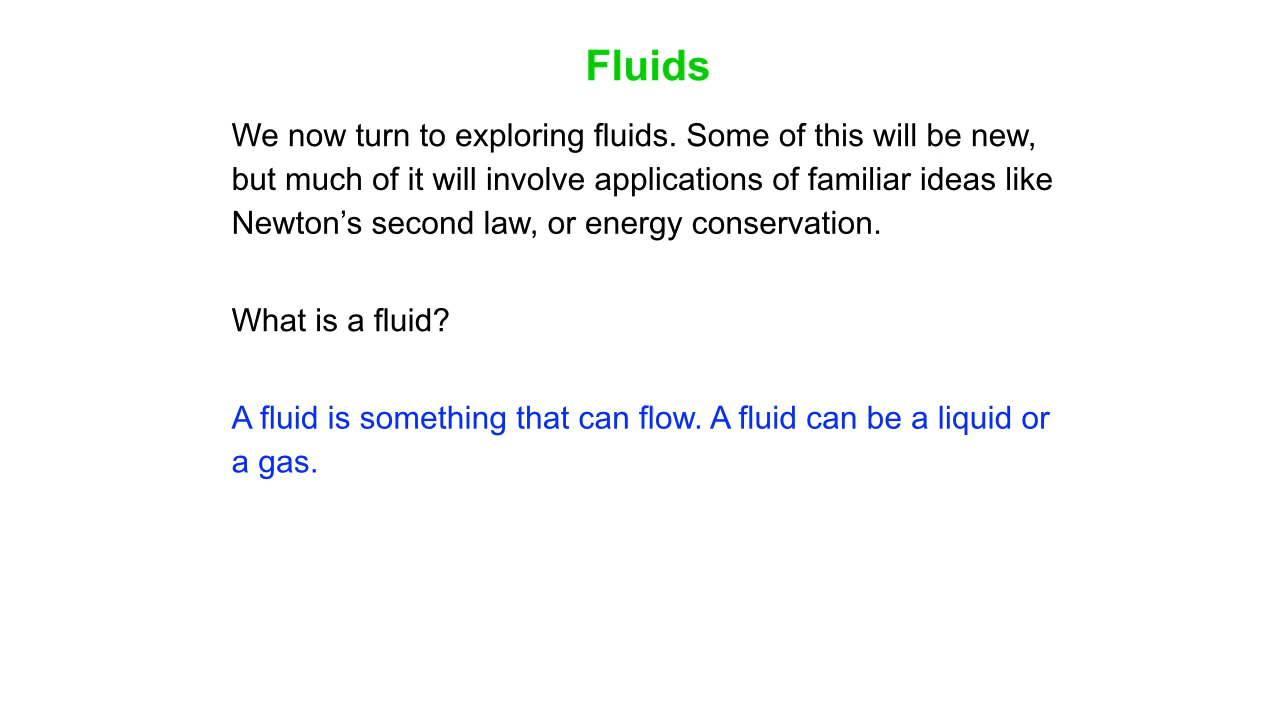 Fluids
We now turn to exploring fluids. Some of this will be new,
but much of it will involve applications of familiar ideas like
Newton’s second law, or energy conservation.
What is a fluid?
A fluid is something that can flow. A fluid can be a liquid or
a gas.